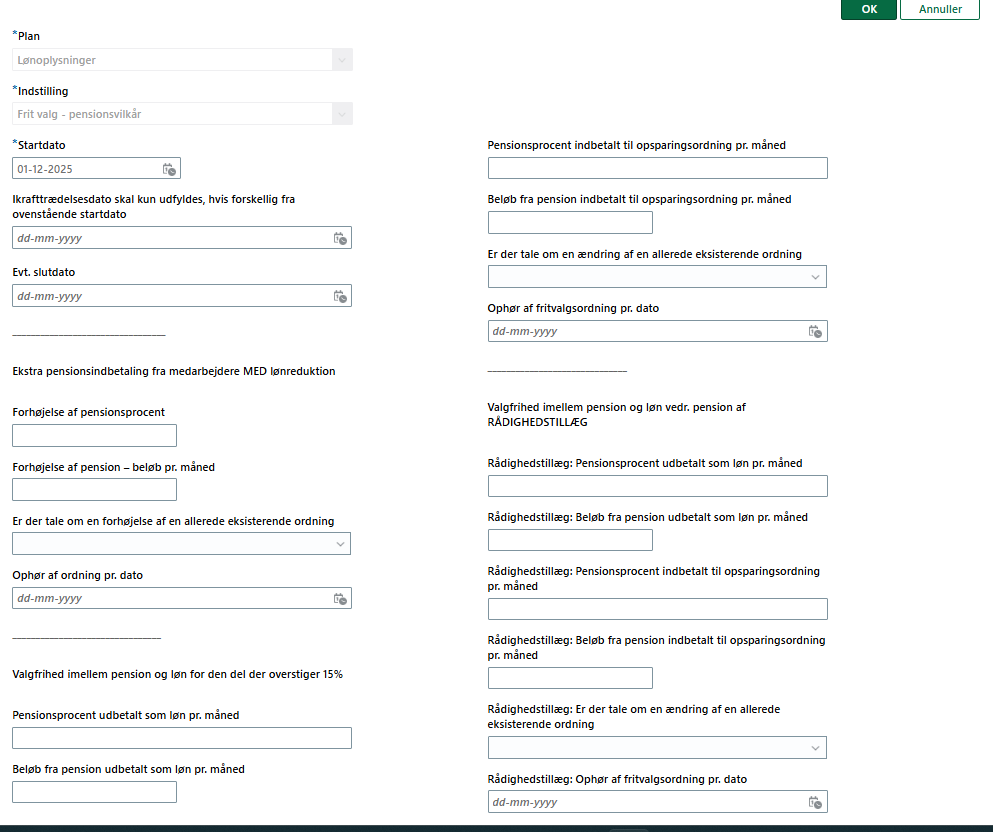 OK
Annuller
*Plan
Lønoplysninger
*Indstilling
Frit valg - pensionsvilkår
*Startdato
01-12-2025
Ikrafttrædelsesdato skal kun udfyldes, hvis forskellig fra
ovenstående startdato
dd-mm-yyyy
Evt. slutdato
dd-mm-yyyy
________________________________
Ekstra pensionsindbetaling fra medarbejdere MED lønreduktion
Forhøjelse af pensionsprocent
Forhøjelse af pension – beløb pr. måned
Er der tale om en forhøjelse af en allerede eksisterende ordning
Ophør af ordning pr. dato
dd-mm-yyyy
_______________________________
Valgfrihed imellem pension og løn for den del der overstiger 15%
Pensionsprocent udbetalt som løn pr. måned
Beløb fra pension udbetalt som løn pr. måned
Pensionsprocent indbetalt til opsparingsordning pr. måned
Beløb fra pension indbetalt til opsparingsordning pr. måned
Er der tale om en ændring af en allerede eksisterende ordning
Ophør af fritvalgsordning pr. dato
dd-mm-yyyy
_____________________________
Valgfrihed imellem pension og løn vedr. pension af
RÅDIGHEDSTILLÆG
Rådighedstillæg: Pensionsprocent udbetalt som løn pr. måned
Rådighedstillæg: Beløb fra pension udbetalt som løn pr. måned
Rådighedstillæg: Pensionsprocent indbetalt til opsparingsordning
pr. måned
Rådighedstillæg: Beløb fra pension indbetalt til opsparingsordning
pr. måned
Rådighedstillæg: Er der tale om en ændring af en allerede
eksisterende ordning
Rådighedstillæg: Ophør af fritvalgsordning pr. dato
dd-mm-yyyy